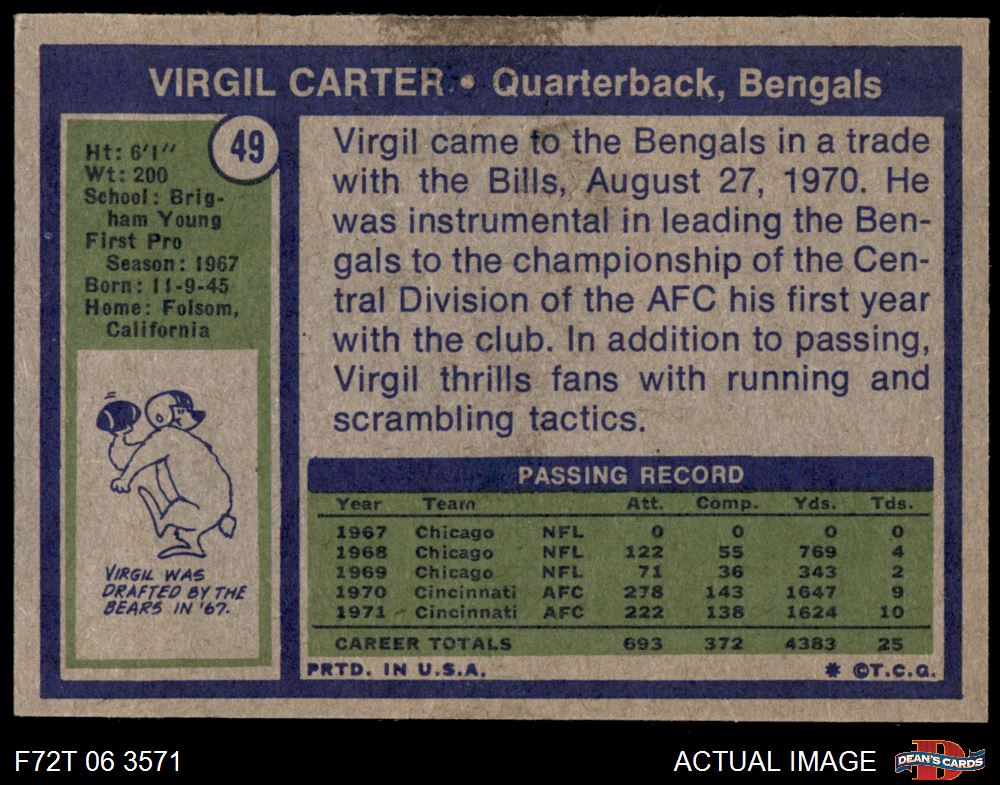 VIRGIL CARTER • Quarterback, Bengals
49
Ht: 6'1''
Wt: 200
School: Brig-
ham Young
First Pro
Season: 1967
Born: 11-9-45
Home: Folsom,
California
VIRGIL WAS
DRAFTED BY THE
BEARS IN '67.
Virgil came to the Bengals in a trade
with the Bills, August 27, 1970. He
was instrumental in leading the Ben-
gals to the championship of the Cen-
tral Division of the AFC his first year
with the club. In addition to passing,
Virgil thrills fans with running and
scrambling tactics.
PASSING RECORD
Year Team Att. Comp. Yds. Tds.
1967 Chicago NFL 0 0 0 0
1968 Chicago NFL 122 55 769 4
1969 Chicago NFL 71 36 343 2
1970 Cincinnati AFC 278 143 1647 9
1971 Cincinnati AFC 222 138 1624 10
CAREER TOTALS 693 372 4383 25
PRTD. IN U.S.A. * ©T.C.G.
F72T 06 3571 ACTUAL IMAGE
D
DEAN'S CARDS